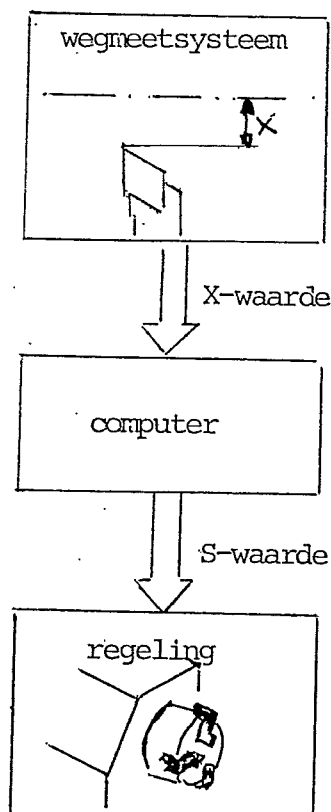 wegmeetsysteem
X
X-waarde
computer
S-waarde
regeling